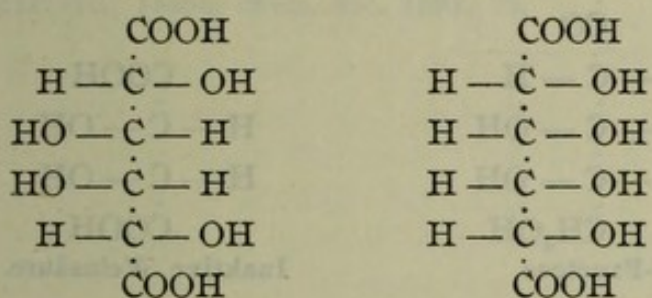 COOH COOH
H — C — OH H — C — OH
HO — C — H H — C — OH
HO — C — H H — C — OH
H — C — OH H — C — OH
COOH COOH